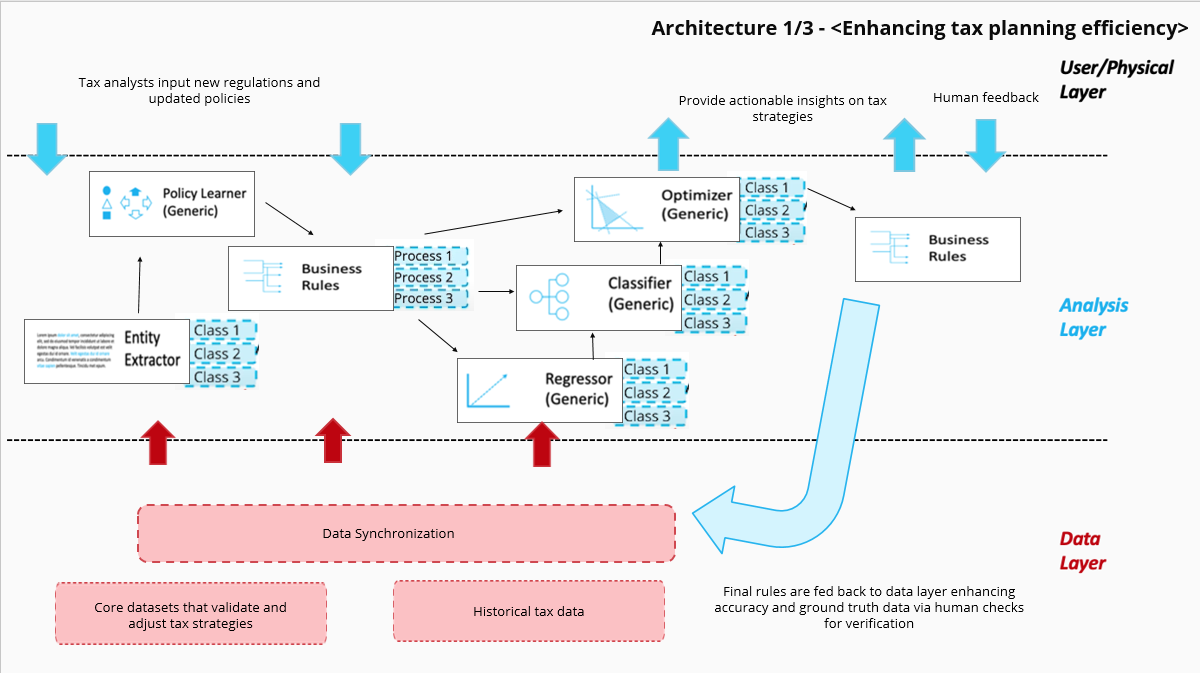 Architecture 1/3 - <Enhancing tax planning efficiency>
User/Physical
Layer
Tax analysts input new regulations and
updated policies
Provide actionable insights on tax
strategies
Human feedback
Policy Learner
(Generic)
Business
Rules
Process 1
Process 2
Process 3
Entity
Extractor
Class 1
Class 2
Class 3
Optimizer
(Generic)
Class 1
Class 2
Class 3
Classifier
(Generic)
Class 1
Class 2
Class 3
Regressor
(Generic)
Class 1
Class 2
Class 3
Business
Rules
Analysis
Layer
Data Synchronization
Core datasets that validate and
adjust tax strategies
Historical tax data
Data
Layer
Final rules are fed back to data layer enhancing
accuracy and ground truth data via human checks
for verification